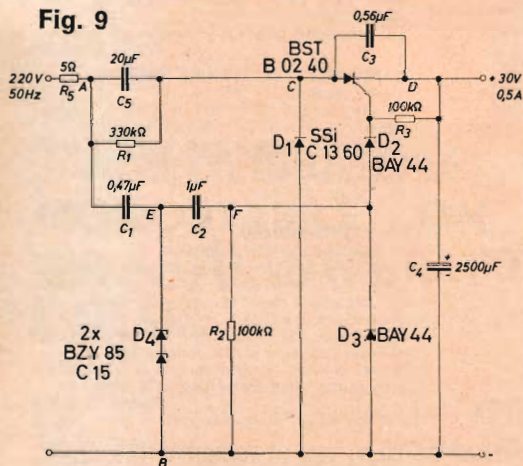 Fig. 9
220V
50Hz
5Ω
R5
A
20µF
C5
330kΩ
R1
0,47µF
C1
E
1µF
C2
F
BST
B 02 40
0,56µF
C3
C
D
+ 30V
0,5A
100kΩ
R3
D1
SSi
C 13 60
D2
BAY 44
C4
+
-
2500µF
2x
BZY 85
C 15
D4
R2
100kΩ
D3
BAY 44
B
-